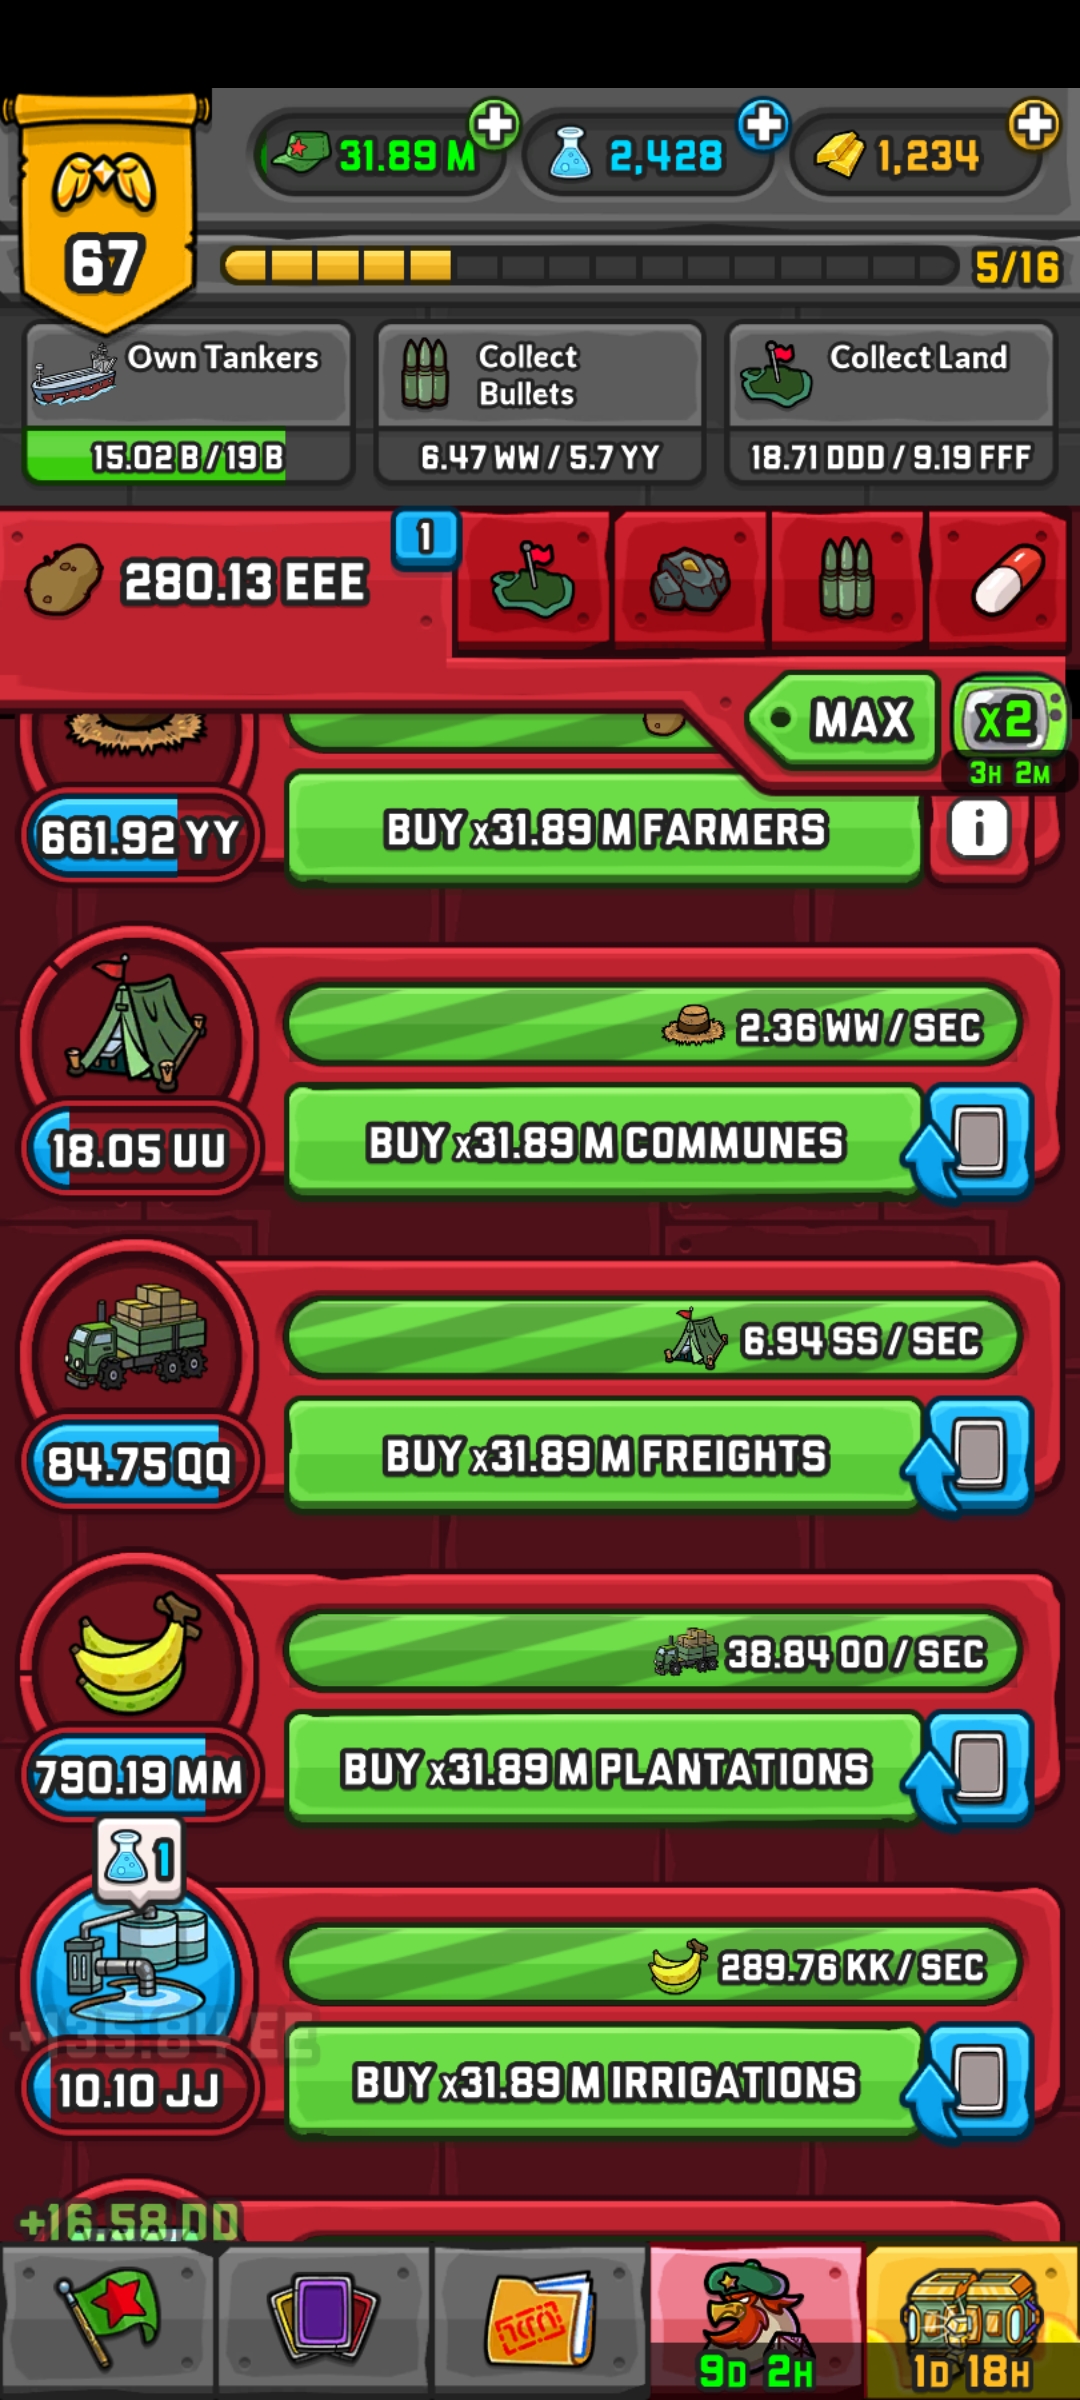 31.89 M
2,428
1,234
67
5/16
Own Tankers
15.02 B / 19 B
Collect
Bullets
6.47 WW / 5.7 YY
Collect Land
18.71 DDD / 9.19 FFF
280.13 EEE
1
MAX
x2
3H 2M
661.92 YY
BUY x31.89 M FARMERS
i
2.36 WW / SEC
18.05 UU
BUY x31.89 M COMMUNES
6.94 SS / SEC
84.75 QQ
BUY x31.89 M FREIGHTS
38.84 OO / SEC
790.19 MM
BUY x31.89 M PLANTATIONS
1
289.76 KK / SEC
+135.84 EE
10.10 JJ
BUY x31.89 M IRRIGATIONS
+16.58 DD
9D 2H
1D 18H